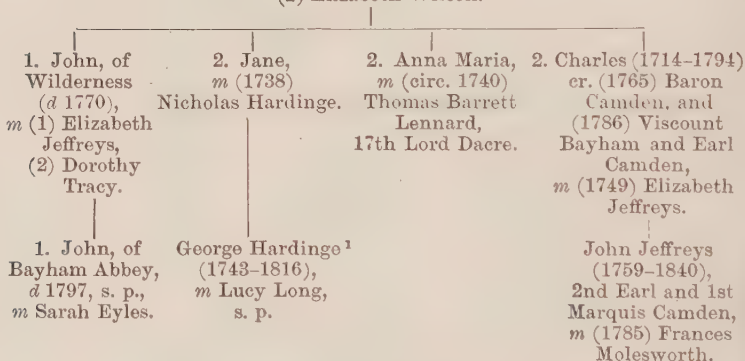 (2) Elizabeth Wilson.
1. John, of
Wilderness
(d 1770),
m (1) Elizabeth
Jeffreys,
(2) Dorothy
Tracy.
2. Jane,
m (1738)
Nicholas Hardinge.
2. Anna Maria,
m (circ. 1740)
Thomas Barrett
Lennard,
17th Lord Dacre.
2. Charles (1714–1794)
cr. (1765) Baron
Camden, and
(1786) Viscount
Bayham and Earl
Camden,
m (1749) Elizabeth
Jeffreys.
1. John, of
Bayham Abbey,
d 1797, s. p.,
m Sarah Eyles.
George Hardinge¹
(1743–1816),
m Lucy Long,
s. p.
John Jeffreys
(1759–1840),
2nd Earl and 1st
Marquis Camden,
m (1785) Frances
Molesworth.